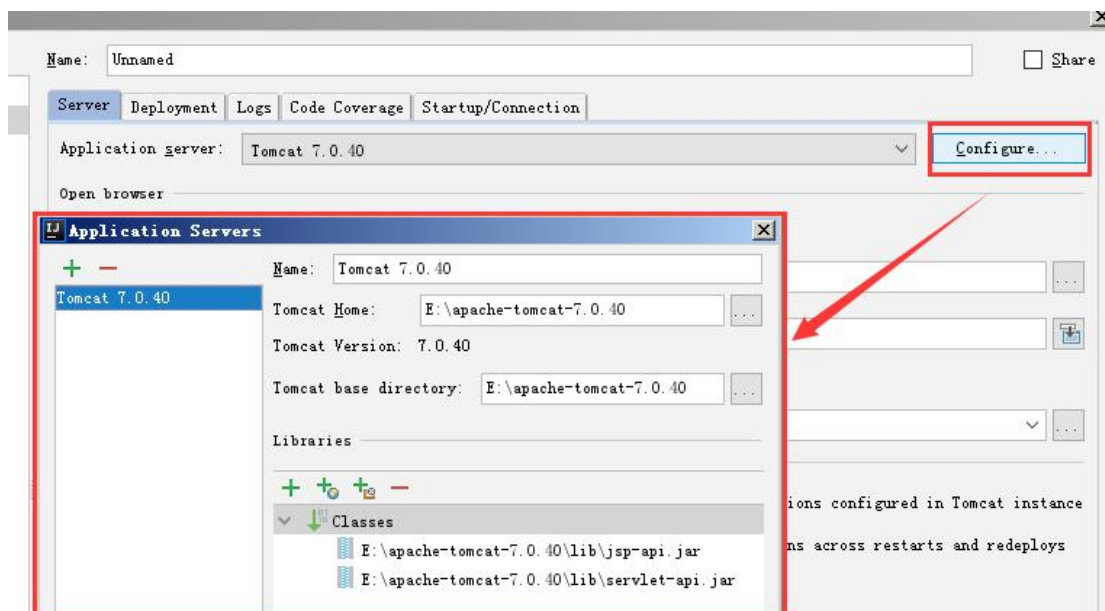 Name: Unnamed
Share
Server Deployment Logs Code Coverage Startup/Connection
Application server: Tomcat 7.0.40
Configure...
Open browser
Application Servers
Name: Tomcat 7.0.40
Tomcat 7.0.40
Tomcat Home: E:\apache-tomcat-7.0.40 ...
Tomcat Version: 7.0.40
Tomcat base directory: E:\apache-tomcat-7.0.40 ...
Libraries
Classes
E:\apache-tomcat-7.0.40\lib\jsp-api.jar
E:\apache-tomcat-7.0.40\lib\servlet-api.jar
...
...
ions configured in Tomcat instance
ns across restarts and redeploys